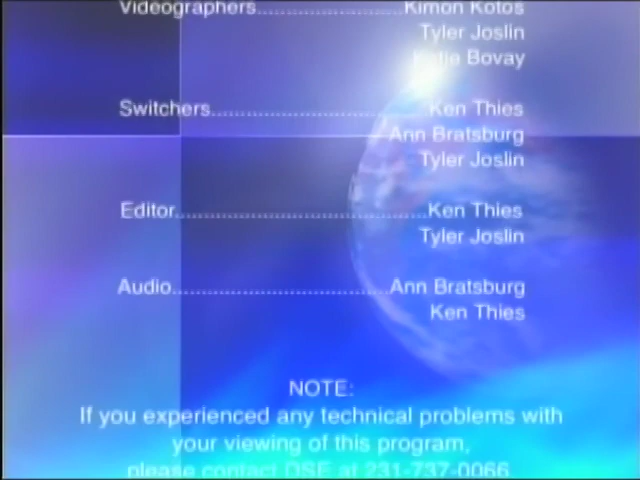 Videographers....................Kimon Kotos
Tyler Joslin
Katie Bovay
Switchers..............................Ken Thies
Ann Bratsburg
Tyler Joslin
Editor...................................Ken Thies
Tyler Joslin
Audio..............................Ann Bratsburg
Ken Thies
NOTE:
If you experienced any technical problems with
your viewing of this program,
please contact OSE at 231-737-0066